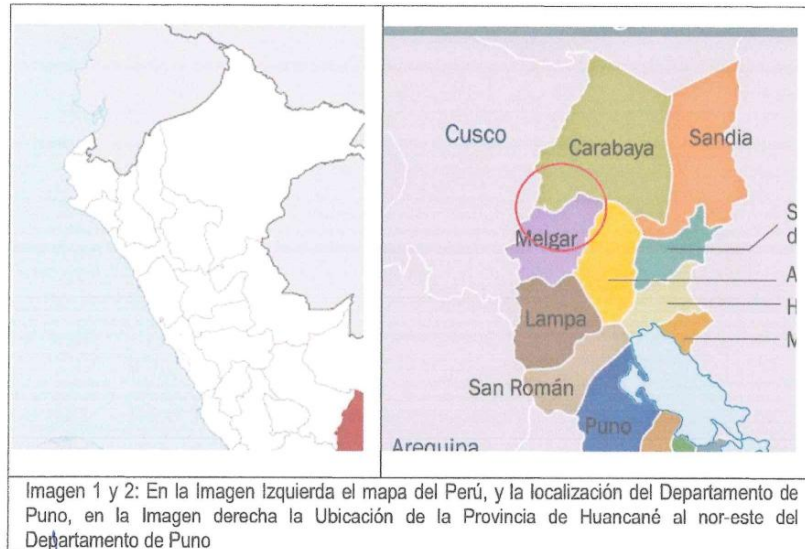 Cusco
Carabaya
Sandia
S
d
Melgar
A
Lampa
H
M
San Román
Puno
Arequipa
Imagen 1 y 2: En la Imagen Izquierda el mapa del Perú, y la localización del Departamento de
Puno, en la Imagen derecha la Ubicación de la Provincia de Huancané al nor-este del
Departamento de Puno